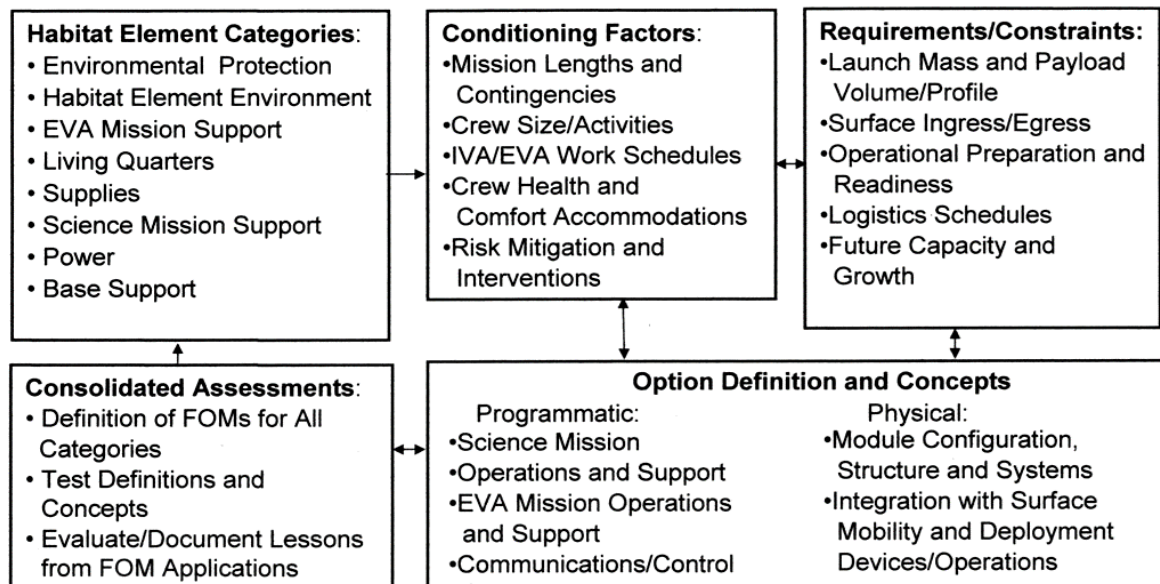 Habitat Element Categories:
• Environmental Protection
• Habitat Element Environment
• EVA Mission Support
• Living Quarters
• Supplies
• Science Mission Support
• Power
• Base Support
Conditioning Factors:
•Mission Lengths and
Contingencies
•Crew Size/Activities
•IVA/EVA Work Schedules
•Crew Health and
Comfort Accommodations
•Risk Mitigation and
Interventions
Requirements/Constraints:
•Launch Mass and Payload
Volume/Profile
•Surface Ingress/Egress
•Operational Preparation and
Readiness
•Logistics Schedules
•Future Capacity and
Growth
Consolidated Assessments:
• Definition of FOMs for All
Categories
• Test Definitions and
Concepts
• Evaluate/Document Lessons
from FOM Applications
Option Definition and Concepts
Programmatic:
•Science Mission
•Operations and Support
•EVA Mission Operations
and Support
•Communications/Control
Physical:
•Module Configuration,
Structure and Systems
•Integration with Surface
Mobility and Deployment
Devices/Operations